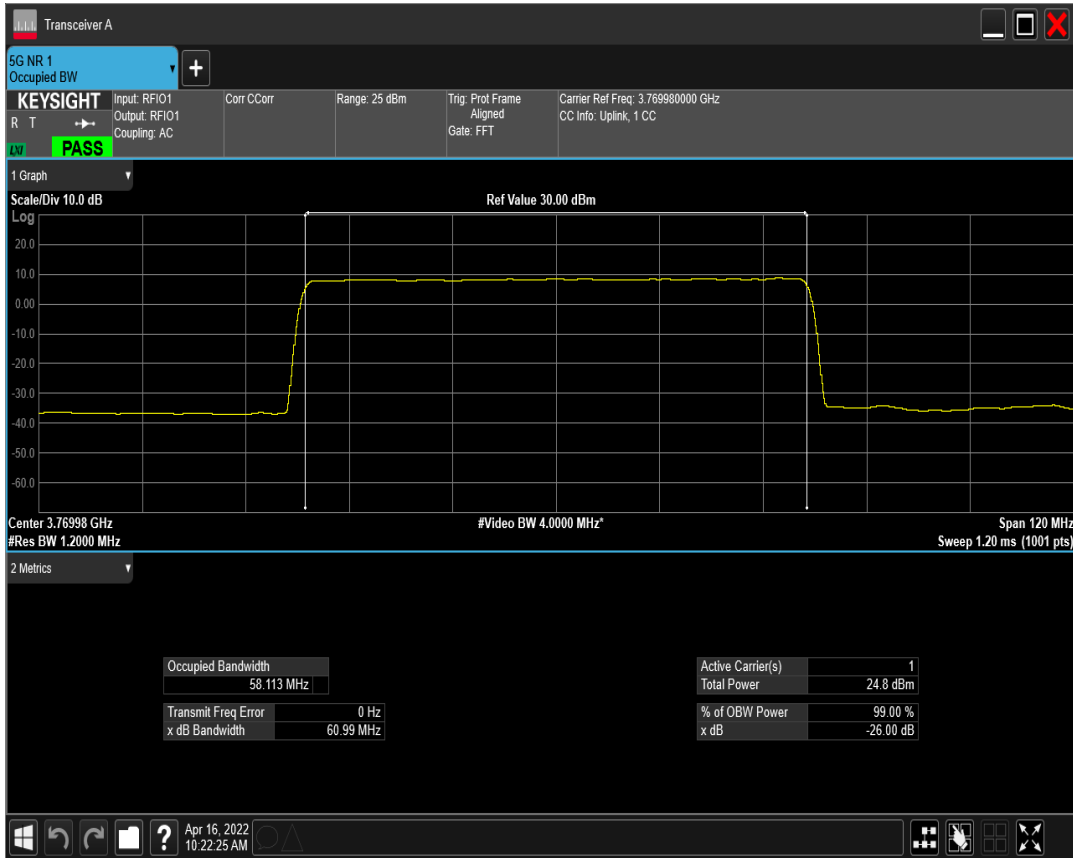 Transceiver A
5G NR 1
Occupied BW
+
KEYSIGHT
R T
LXI
PASS
Input: RFIO1
Output: RFIO1
Coupling: AC
Corr CCorr
Range: 25 dBm
Trig: Prot Frame
Aligned
Gate: FFT
Carrier Ref Freq: 3.769980000 GHz
CC Info: Uplink, 1 CC
1 Graph
Scale/Div 10.0 dB
Ref Value 30.00 dBm
Log
20.0
10.0
0.00
-10.0
-20.0
-30.0
-40.0
-50.0
-60.0
Center 3.76998 GHz
#Video BW 4.0000 MHz*
Span 120 MHz
#Res BW 1.2000 MHz
Sweep 1.20 ms (1001 pts)
2 Metrics
Occupied Bandwidth
58.113 MHz
Transmit Freq Error 0 Hz
x dB Bandwidth 60.99 MHz
Active Carrier(s) 1
Total Power 24.8 dBm
% of OBW Power 99.00 %
x dB -26.00 dB
?
Apr 16, 2022
10:22:25 AM